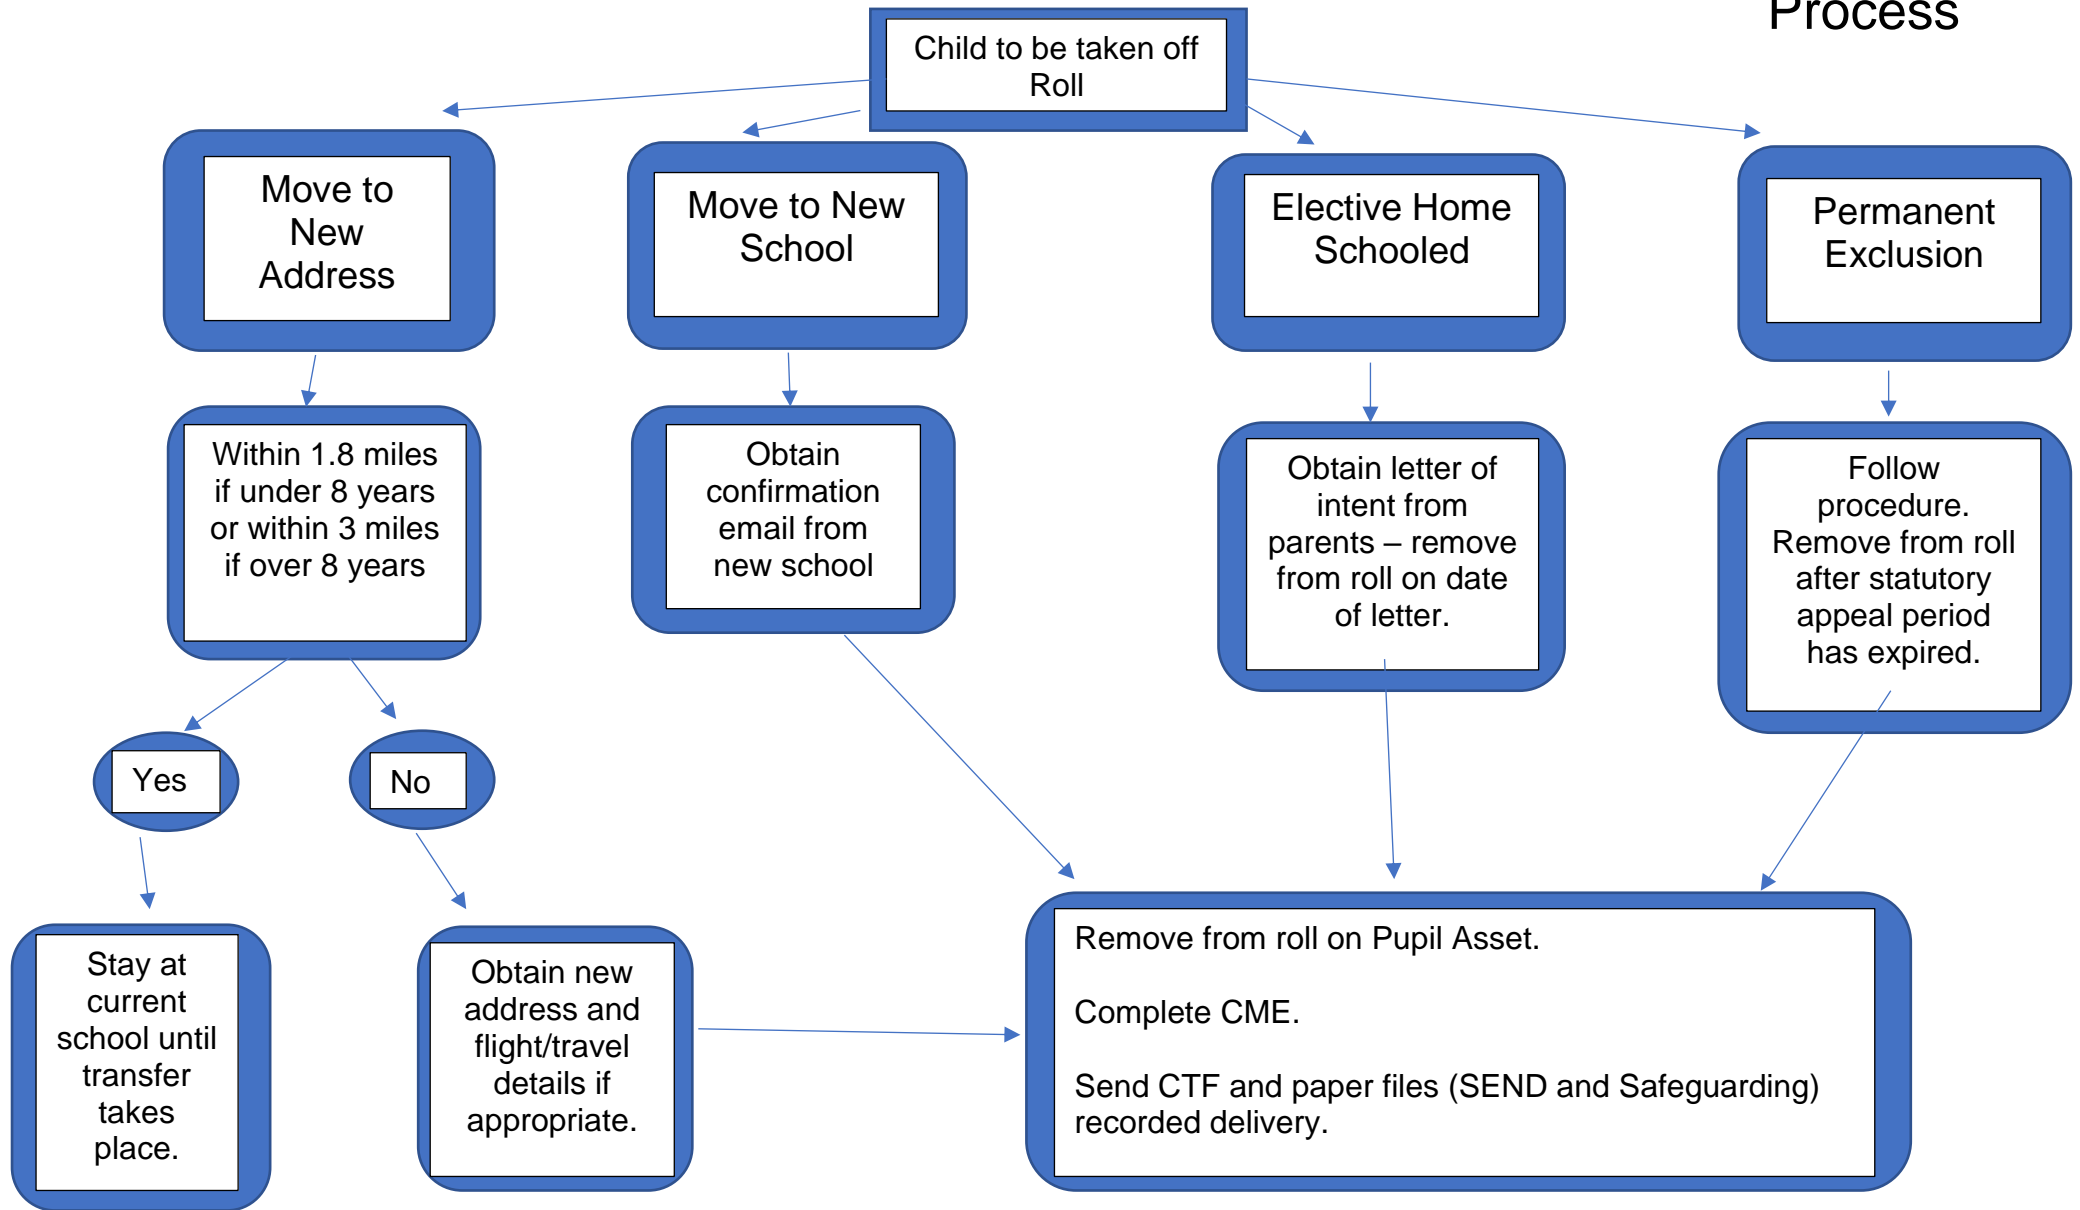 Process
Child to be taken off
Roll
Move to
New
Address
Move to New
School
Elective Home
Schooled
Permanent
Exclusion
Within 1.8 miles
if under 8 years
or within 3 miles
if over 8 years
Obtain
confirmation
email from
new school
Obtain letter of
intent from
parents – remove
from roll on date
of letter.
Follow
procedure.
Remove from roll
after statutory
appeal period
has expired.
Yes
No
Stay at
current
school until
transfer
takes
place.
Obtain new
address and
flight/travel
details if
appropriate.
Remove from roll on Pupil Asset.
Complete CME.
Send CTF and paper files (SEND and Safeguarding)
recorded delivery.